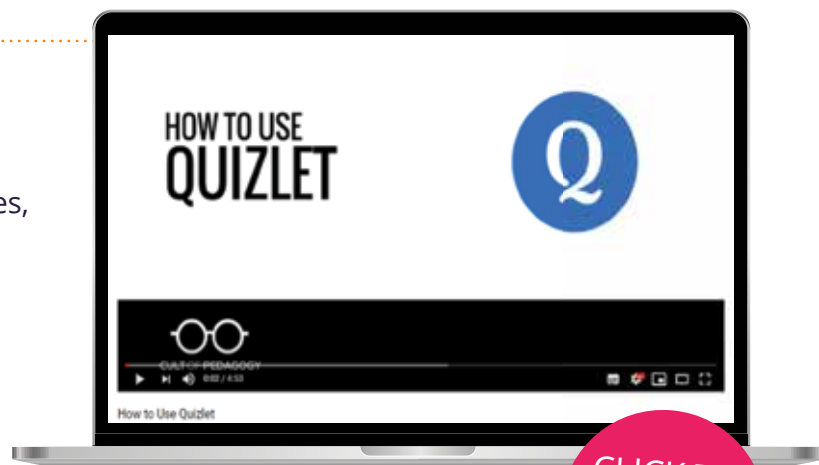 es,
HOW TO USE
QUIZLET
Q
CULT OF PEDAGOGY
0:02 / 4:53
How to Use Quizlet